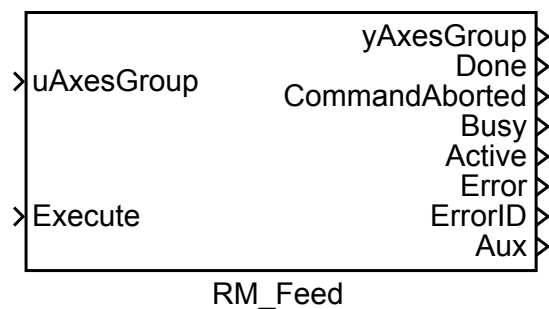 yAxesGroup
Done
uAxesGroup
CommandAborted
Busy
Active
Error
Execute
ErrorID
Aux
RM_Feed